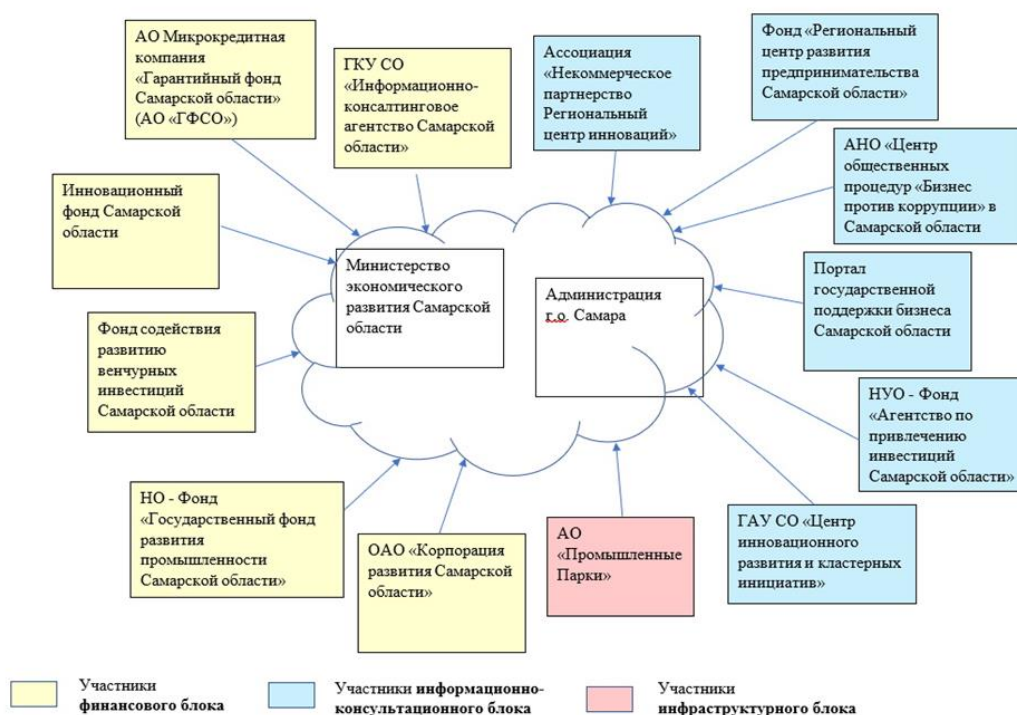 АО Микрокредитная
компания
«Гарантийный фонд
Самарской области»
(АО «ГФСО»)
ГКУ СО
«Информационно-
консалтинговое
агентство Самарской
области»
Ассоциация
«Некоммерческое
партнерство
Региональный
центр инноваций»
Фонд «Региональный
центр развития
предпринимательства
Самарской области»
АНО «Центр
общественных
процедур «Бизнес
против коррупции» в
Самарской области
Инновационный
фонд Самарской
области
Министерство
экономического
развития Самарской
области
Администрация
г.о. Самара
Портал
государственной
поддержки бизнеса
Самарской области
Фонд содействия
развитию
венчурных
инвестиций
Самарской области
НУО - Фонд
«Агентство по
привлечению
инвестиций
Самарской области»
НО - Фонд
«Государственный фонд
развития
промышленности
Самарской области»
ОАО «Корпорация
развития Самарской
области»
АО
«Промышленные
Парки»
ГАУ СО «Центр
инновационного
развития и кластерных
инициатив»
Участники
финансового блока
Участники информационно-
консультационного блока
Участники
инфраструктурного блока